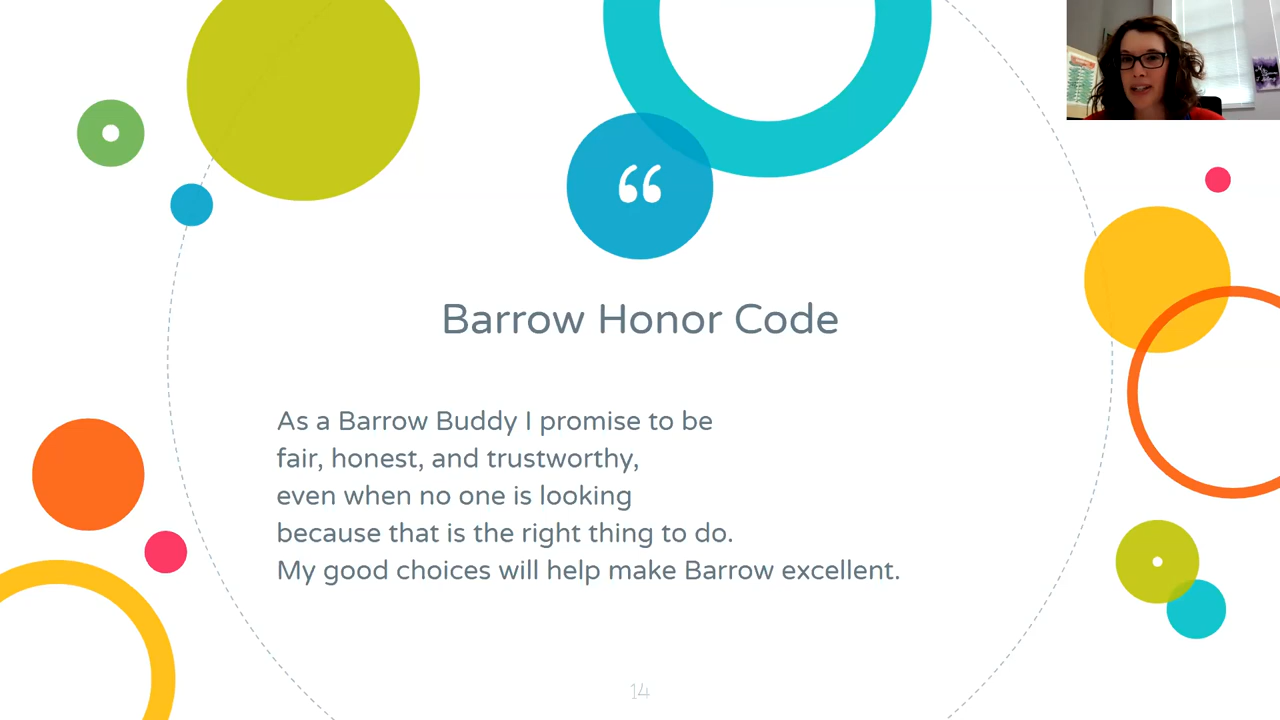 “
Barrow Honor Code
As a Barrow Buddy I promise to be
fair, honest, and trustworthy,
even when no one is looking
because that is the right thing to do.
My good choices will help make Barrow excellent.
14